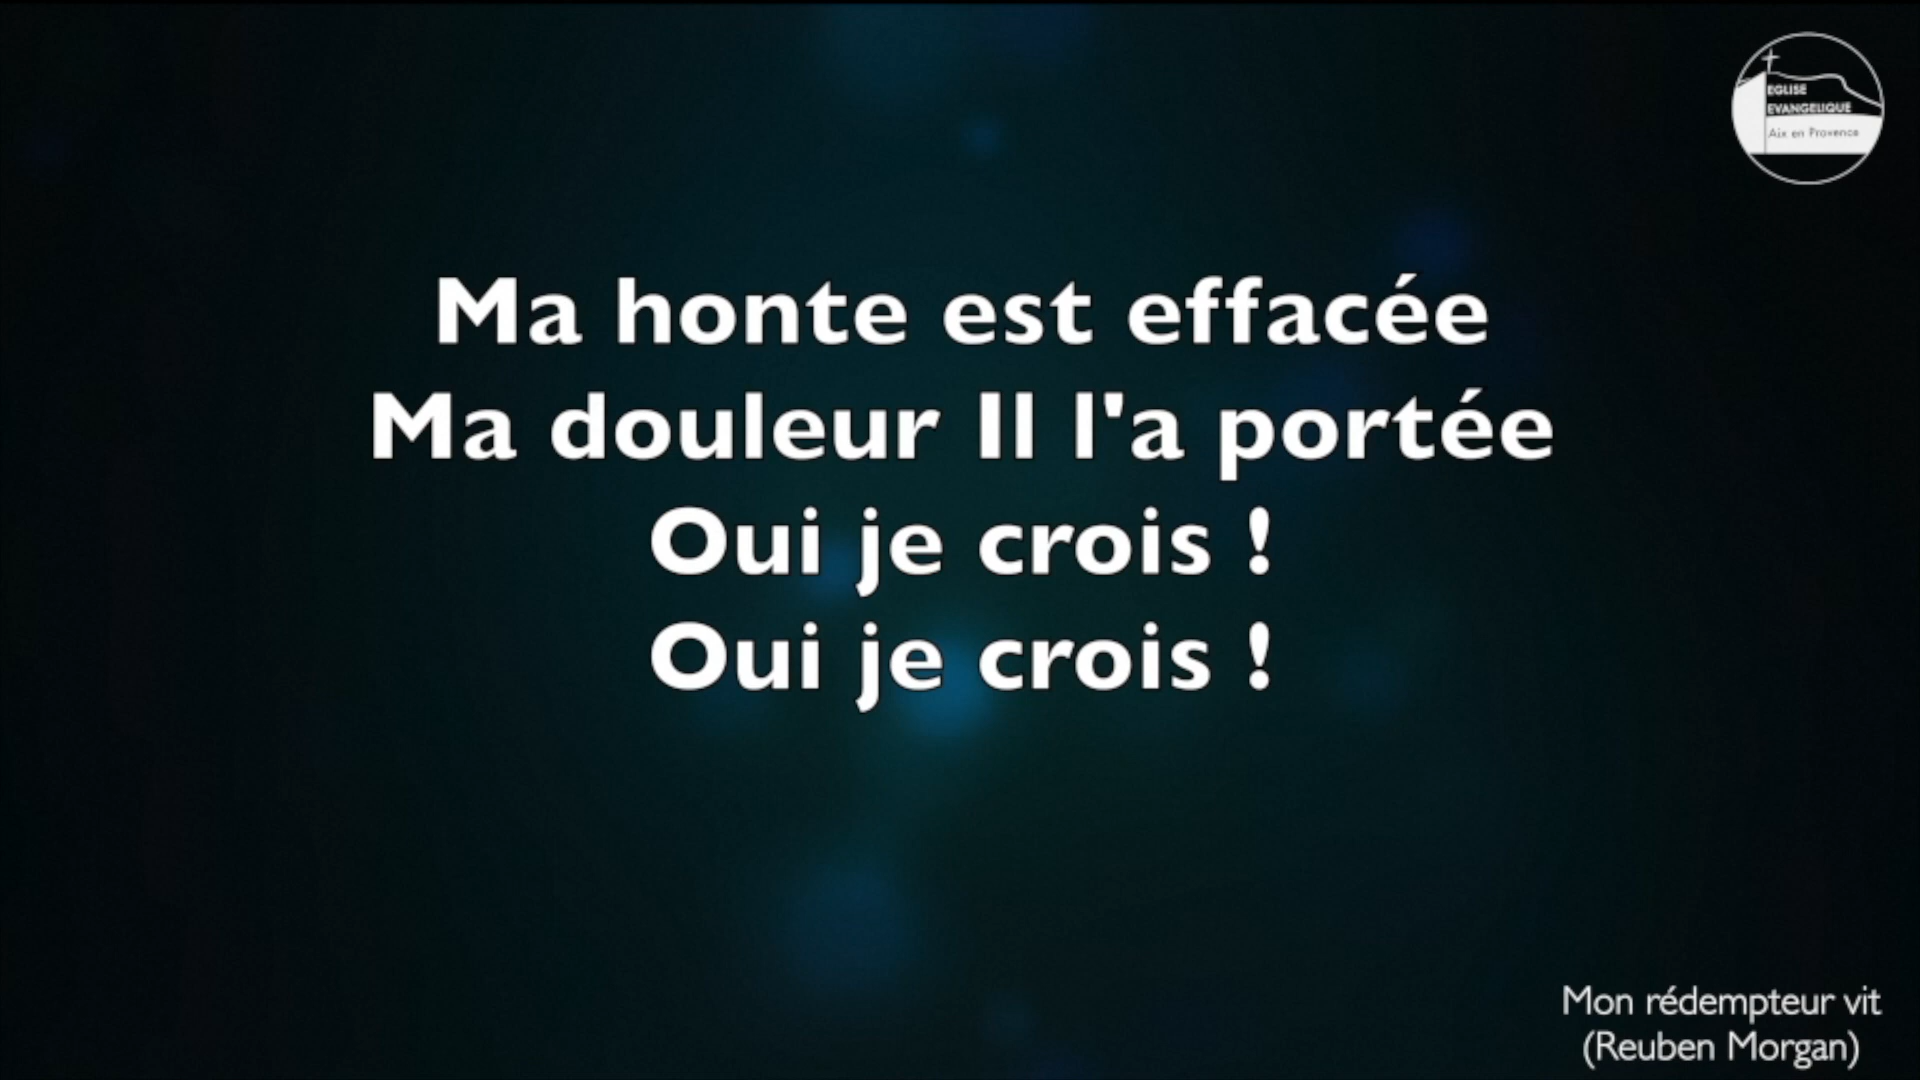 EGLISE
EVANGELIQUE
Aix en Provence
Ma honte est effacée
Ma douleur Il l'a portée
Oui je crois !
Oui je crois !
Mon rédempteur vit
(Reuben Morgan)